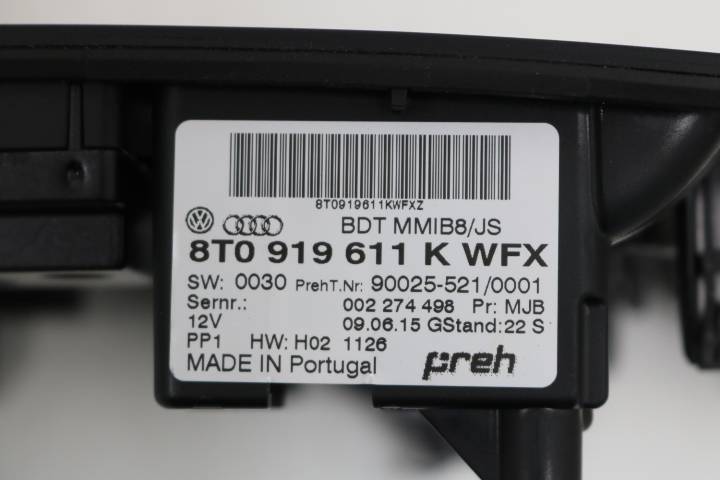 8T0919611KWFXZ
BDT MMIB8/JS
8T0 919 611 K WFX
SW: 0030 PrehT.Nr: 90025-521/0001
Sernr.: 002 274 498 Pr: MJB
12V 09.06.15 GStand: 22 S
PP1 HW: H02 1126
MADE IN Portugal preh